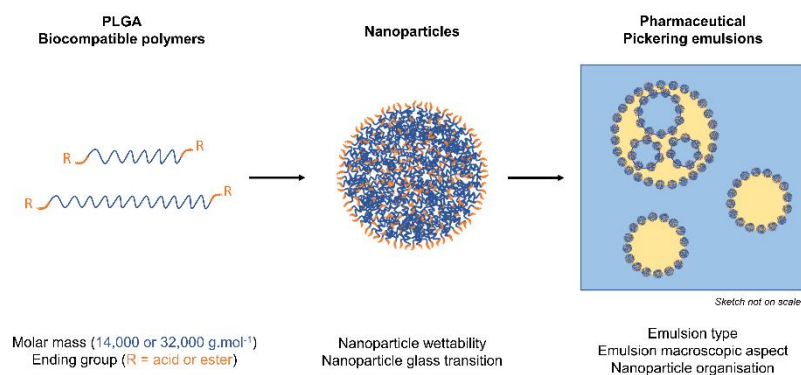 PLGA
Biocompatible polymers
Nanoparticles
Pharmaceutical
Pickering emulsions
R
R
R
R
Sketch not on scale
Molar mass (14,000 or 32,000 g.mol⁻¹)
Ending group (R = acid or ester)
Nanoparticle wettability
Nanoparticle glass transition
Emulsion type
Emulsion macroscopic aspect
Nanoparticle organisation